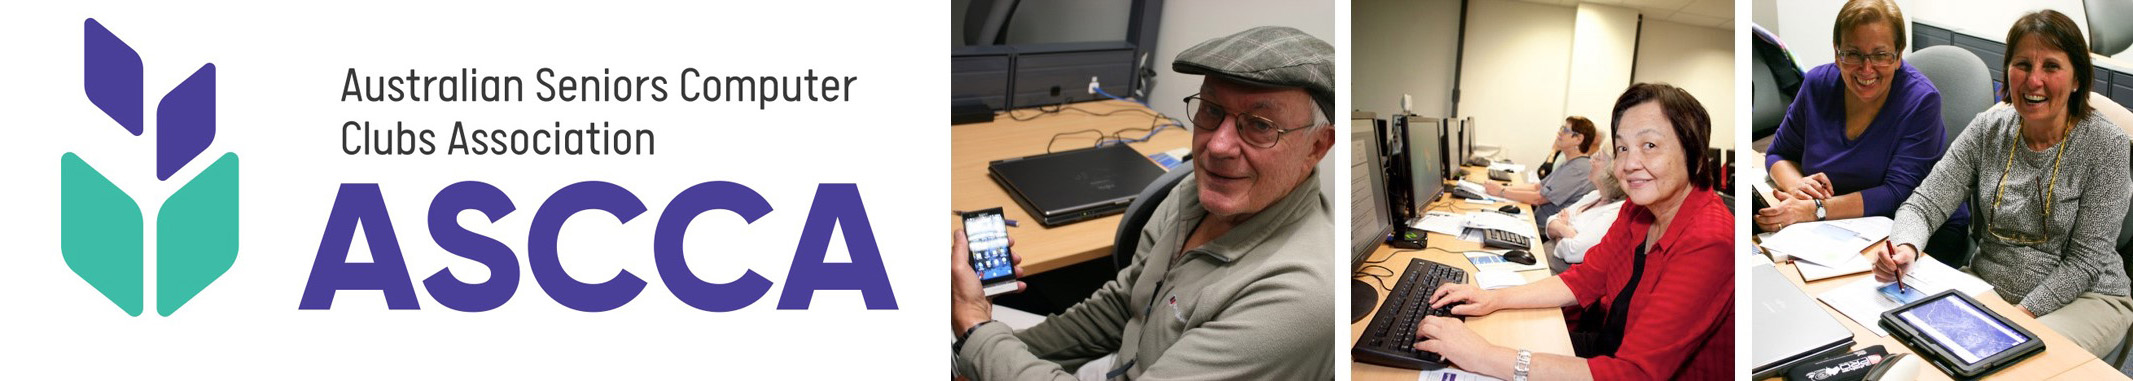 Australian Seniors Computer
Clubs Association
ASCCA